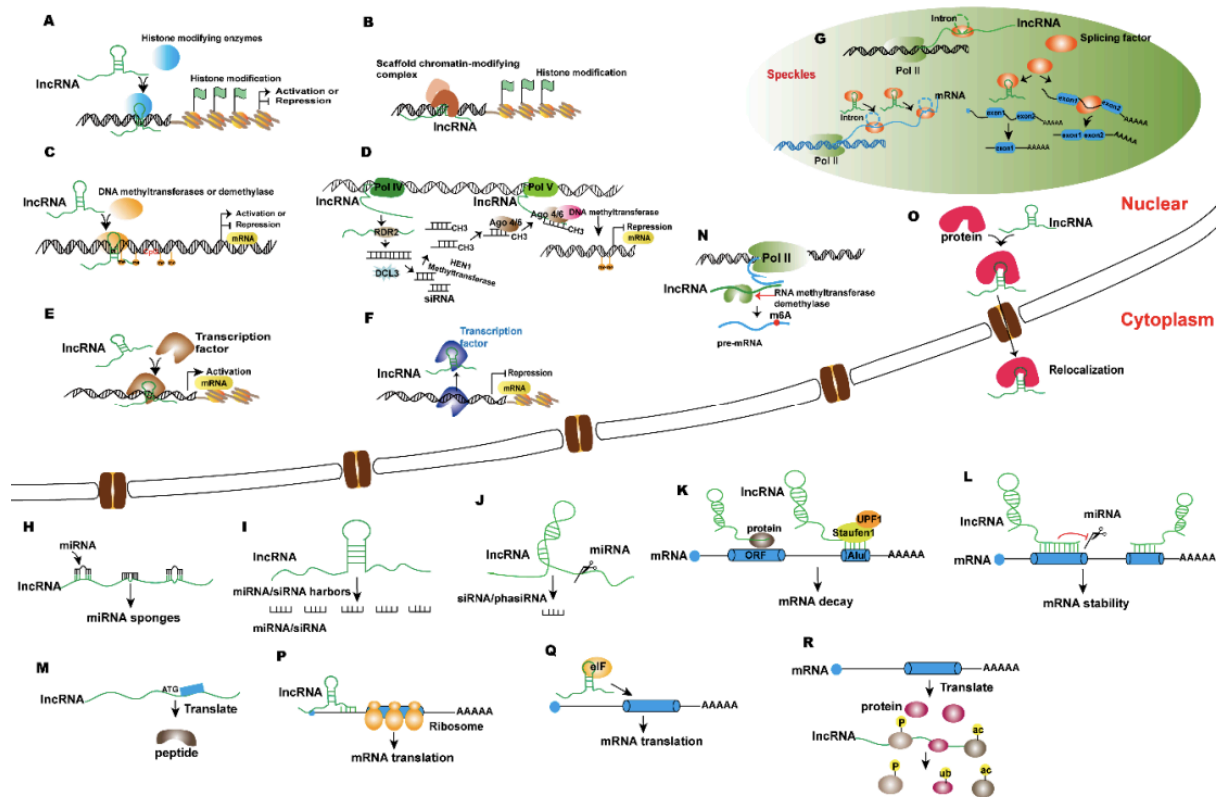 A
Histone modifying enzymes
lncRNA
Histone modification
Activation or
Repression
B
Scaffold chromatin-modifying
complex
Histone modification
lncRNA
C
DNA methyltransferases or demethylase
lncRNA
Activation or
Repression
mRNA
D
Pol IV
Pol V
lncRNA
lncRNA
RDR2
DCL3
siRNA
CH3
CH3
HEN1
Methyltransferase
Ago 4/6
CH3
Ago 4/6
CH3
DNA methyltransferase
Repression
mRNA
E
Transcription
factor
lncRNA
Activation
mRNA
F
Transcription
factor
lncRNA
Repression
mRNA
G
Intron
lncRNA
Pol II
Splicing factor
Speckles
mRNA
Intron
Pol II
exon1
exon2
AAAAA
exon1
exon2
AAAAA
exon1
AAAAA
exon1 exon2
AAAAA
Nuclear
Cytoplasm
N
Pol II
lncRNA
RNA methyltransferase
demethylase
m6A
pre-mRNA
O
protein
lncRNA
Relocalization
H
miRNA
lncRNA
miRNA sponges
I
lncRNA
miRNA/siRNA harbors
miRNA/siRNA
J
lncRNA
miRNA
siRNA/phasiRNA
K
lncRNA
protein
UPF1
Staufen1
mRNA
ORF
Alu
AAAAA
mRNA decay
L
lncRNA
miRNA
mRNA
AAAAA
mRNA stability
M
lncRNA
ATG
Translate
peptide
P
lncRNA
AAAAA
Ribosome
mRNA translation
Q
eIF
AAAAA
mRNA translation
R
mRNA
AAAAA
Translate
protein
P
ac
lncRNA
P
ub
ac